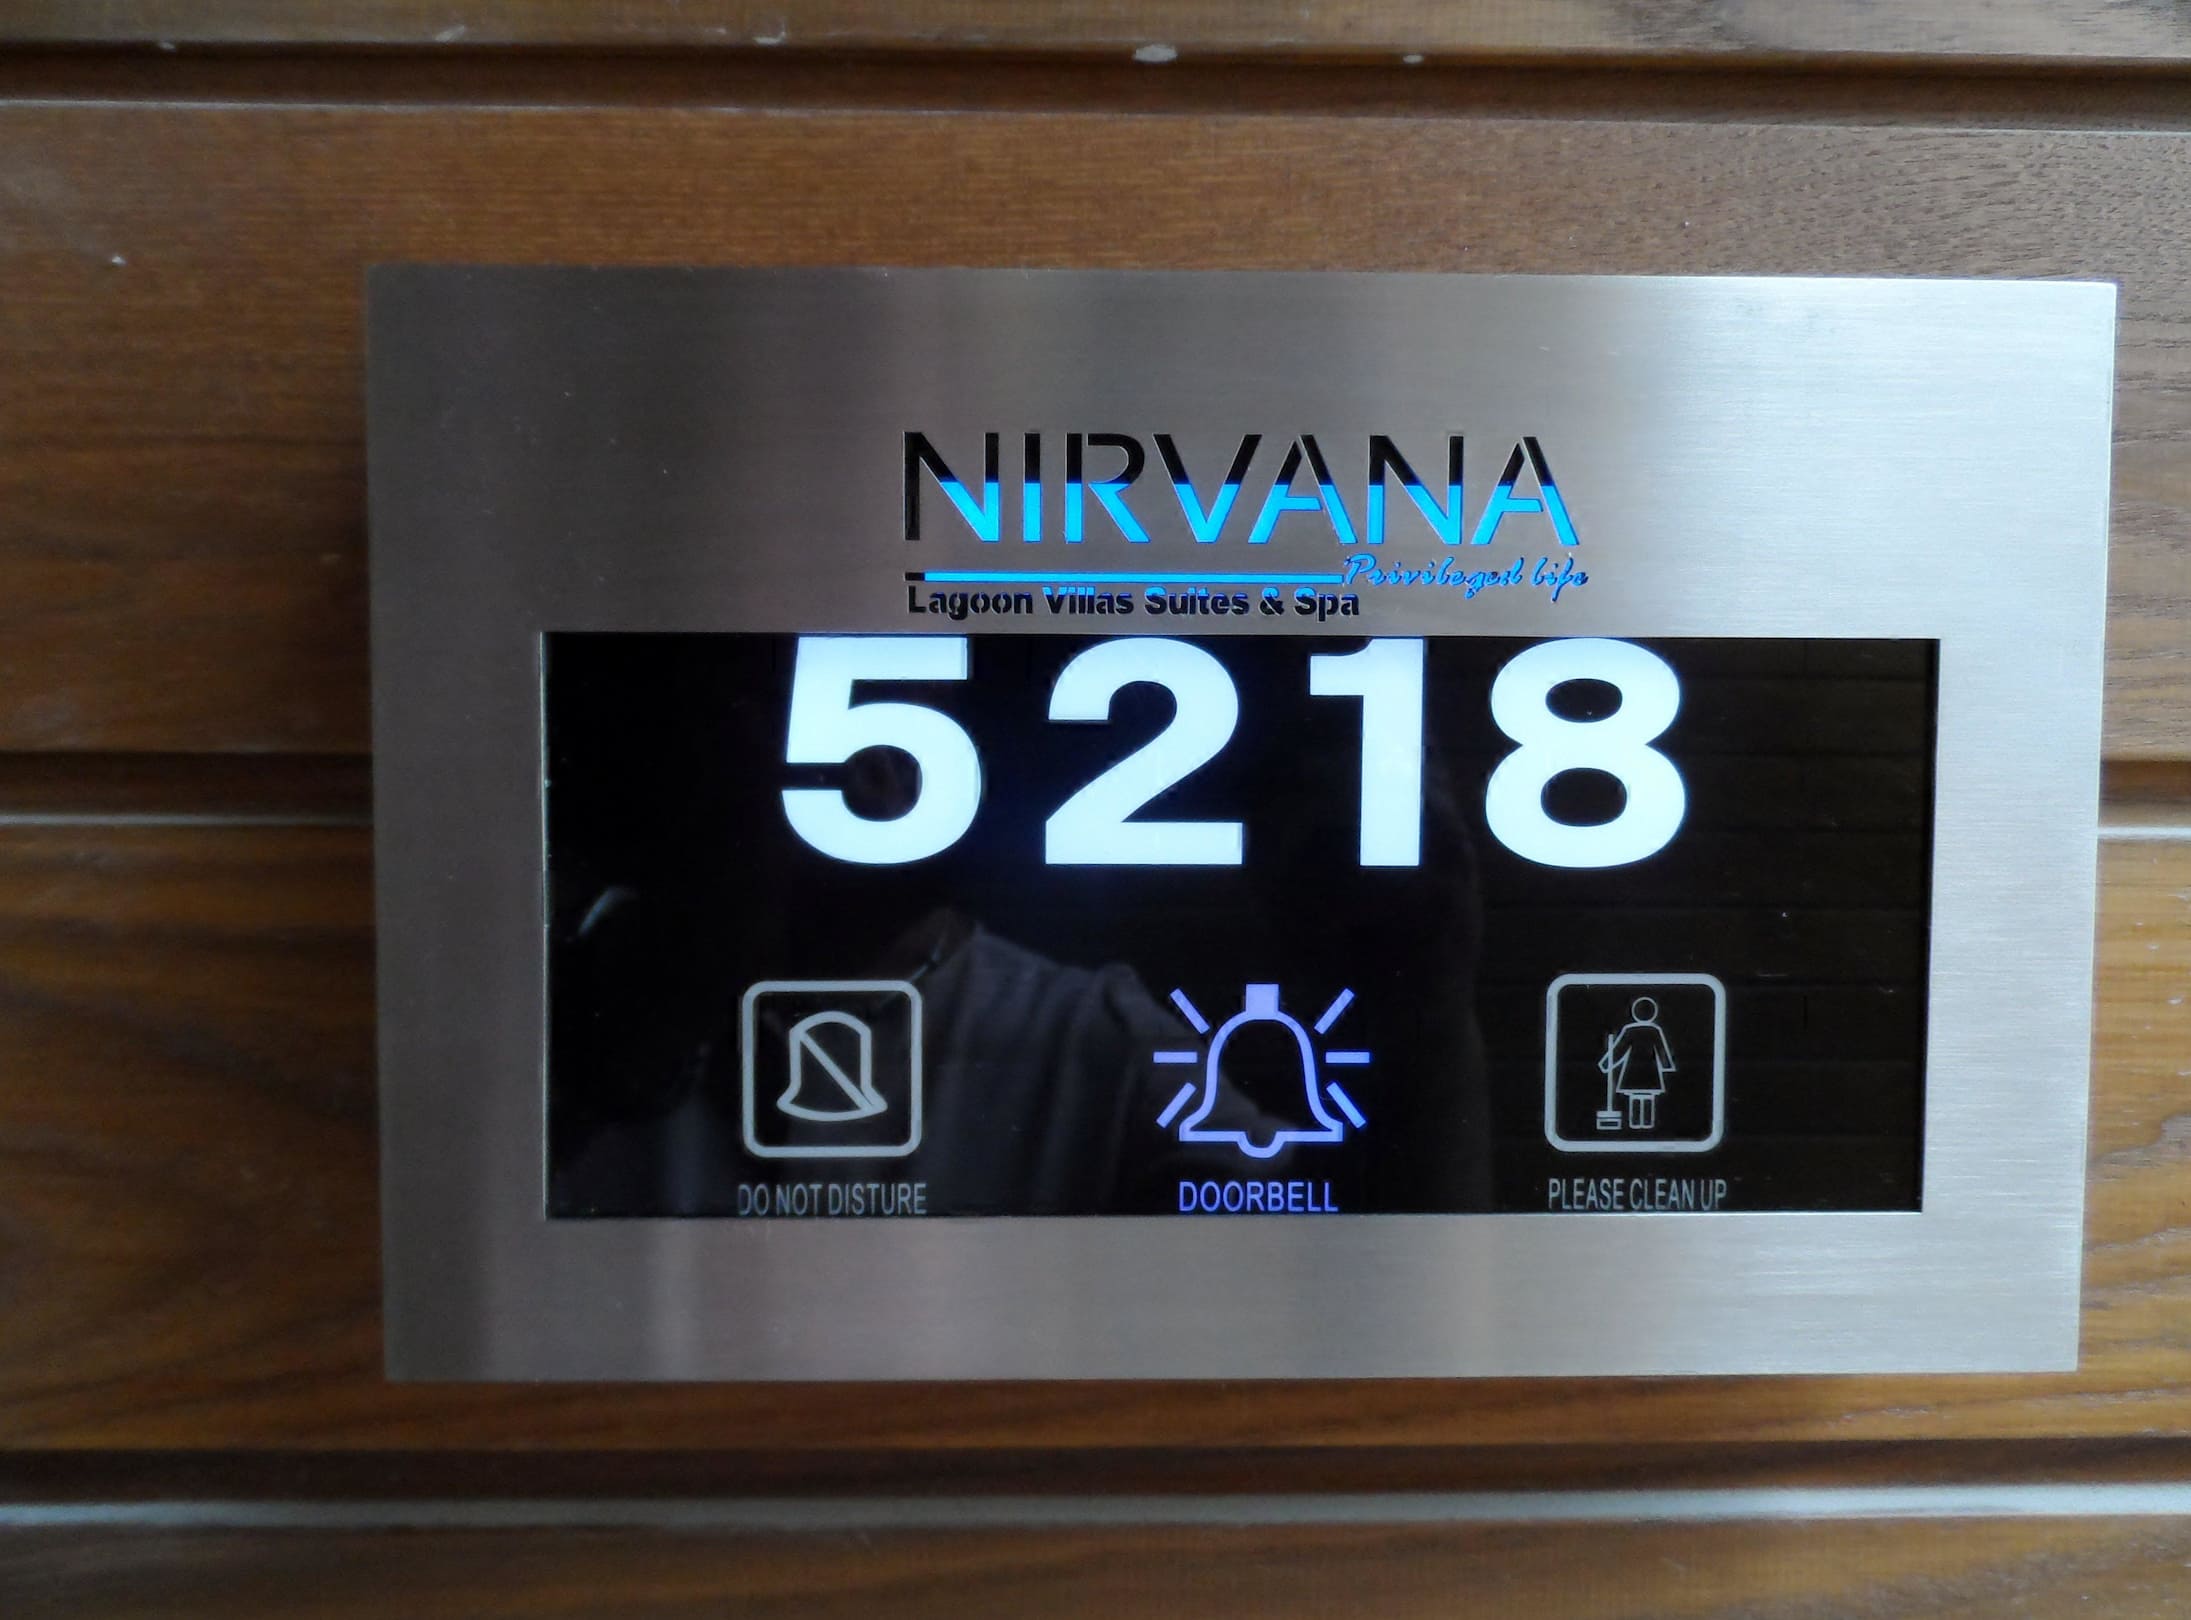 NIRVANA
Privileged life
Lagoon Villas Suites & Spa
5218
DO NOT DISTURE
DOORBELL
PLEASE CLEAN UP